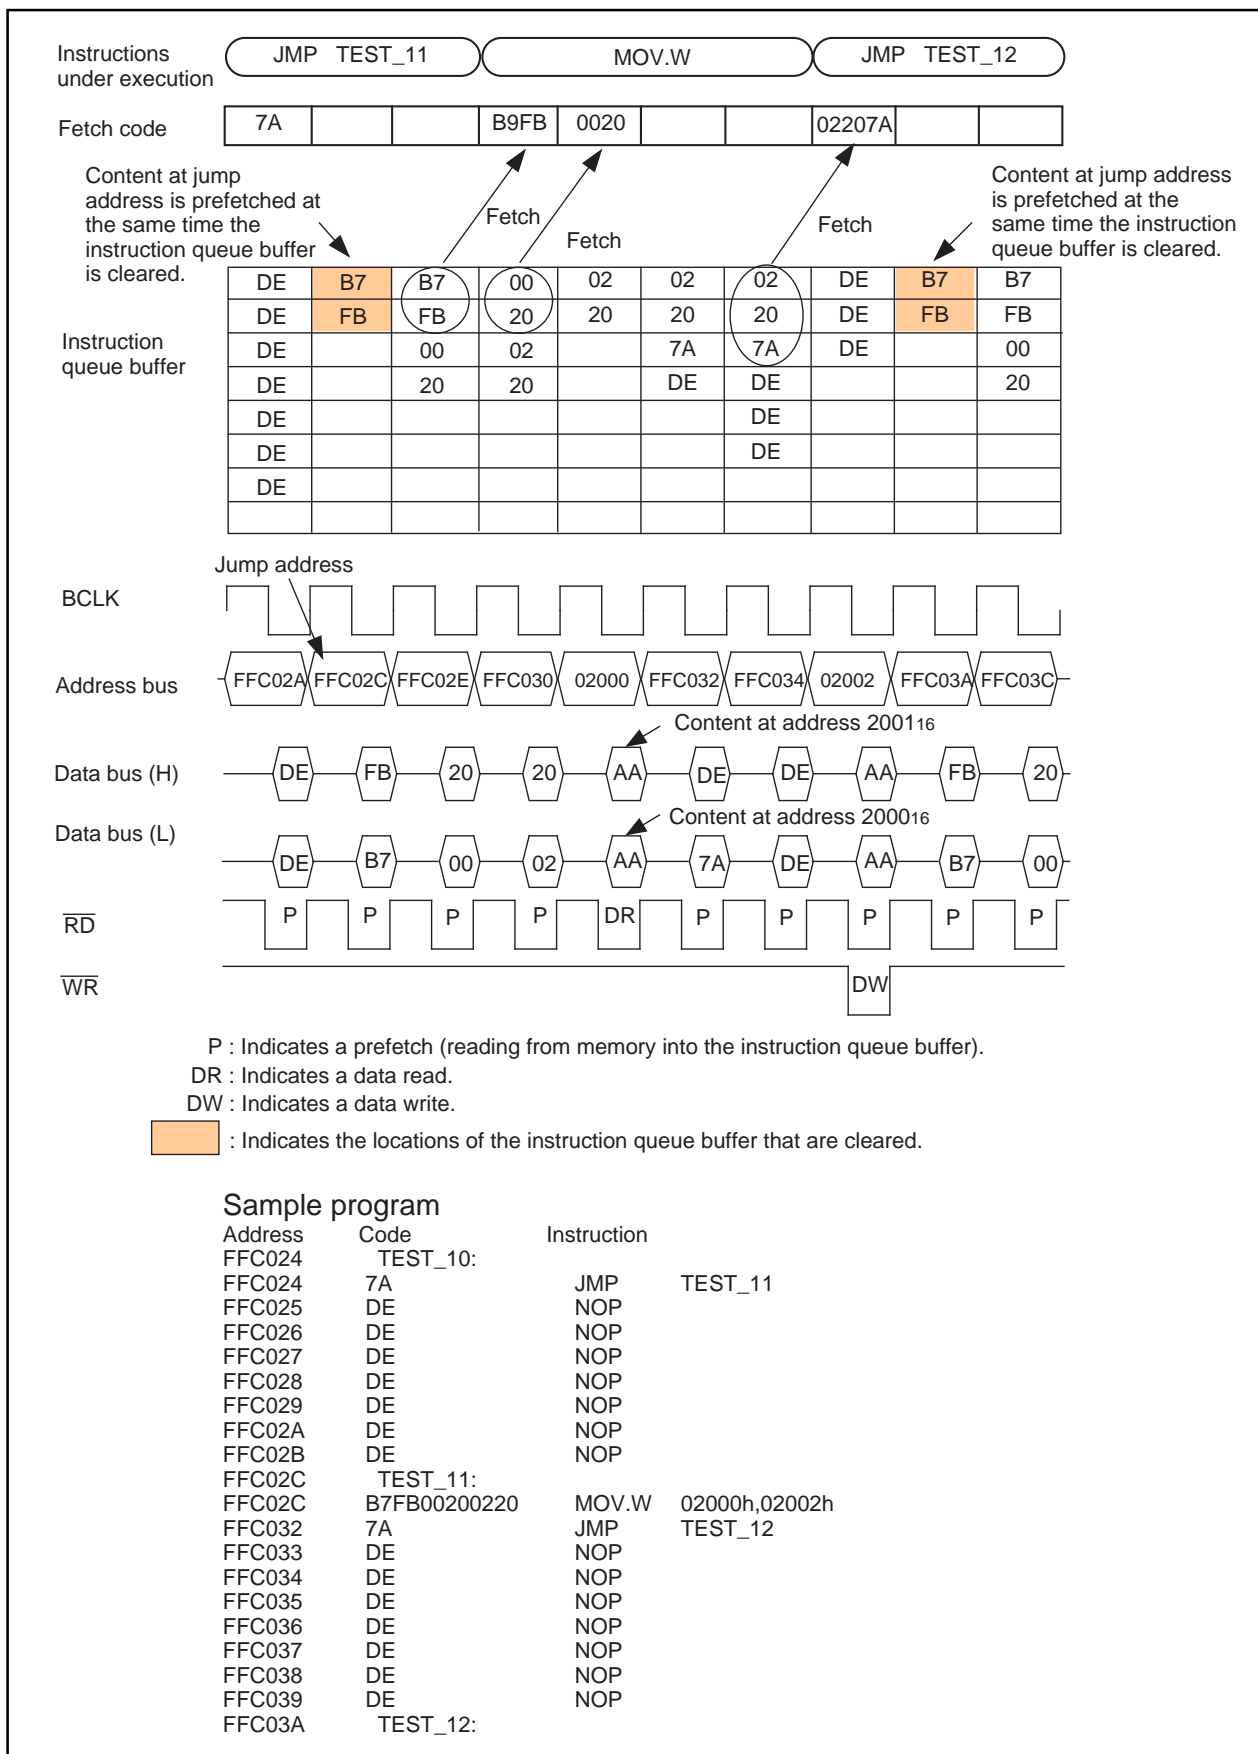 Instructions
under execution
JMP TEST_11
MOV.W
JMP TEST_12
Fetch code
7A B9FB 0020 02207A
Content at jump
address is prefetched at
the same time the
instruction queue buffer
is cleared.
Fetch
Fetch
Fetch
Content at jump address
is prefetched at the
same time the instruction
queue buffer is cleared.
Instruction
queue buffer
DE B7 B7 00 02 02 02 DE B7 B7
DE FB FB 20 20 20 20 DE FB FB
DE 00 02 7A 7A DE 00
DE 20 20 DE DE 20
DE DE
DE DE
DE
Jump address
BCLK
Address bus
FFC02A FFC02C FFC02E FFC030 02000 FFC032 FFC034 02002 FFC03A FFC03C
Content at address 200116
Data bus (H)
DE FB 20 20 AA DE DE AA FB 20
Content at address 200016
Data bus (L)
DE B7 00 02 AA 7A DE AA B7 00
RD
P P P P DR P P P P P
WR
DW
P : Indicates a prefetch (reading from memory into the instruction queue buffer).
DR : Indicates a data read.
DW : Indicates a data write.
: Indicates the locations of the instruction queue buffer that are cleared.
Sample program
Address Code Instruction
FFC024 TEST_10:
FFC024 7A JMP TEST_11
FFC025 DE NOP
FFC026 DE NOP
FFC027 DE NOP
FFC028 DE NOP
FFC029 DE NOP
FFC02A DE NOP
FFC02B DE NOP
FFC02C TEST_11:
FFC02C B7FB00200220 MOV.W 02000h,02002h
FFC032 7A JMP TEST_12
FFC033 DE NOP
FFC034 DE NOP
FFC035 DE NOP
FFC036 DE NOP
FFC037 DE NOP
FFC038 DE NOP
FFC039 DE NOP
FFC03A TEST_12: